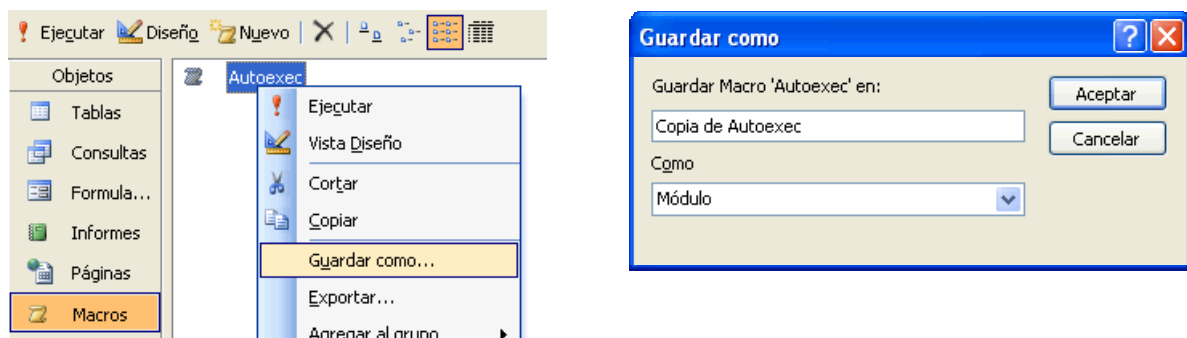 Ejecutar Diseño Nuevo
Objetos
Tablas
Consultas
Formula...
Informes
Páginas
Macros
Autoexec
Ejecutar
Vista Diseño
Cortar
Copiar
Guardar como...
Exportar...
Agregar al grupo
Guardar como
Guardar Macro 'Autoexec' en:
Copia de Autoexec
Como
Módulo
Aceptar
Cancelar